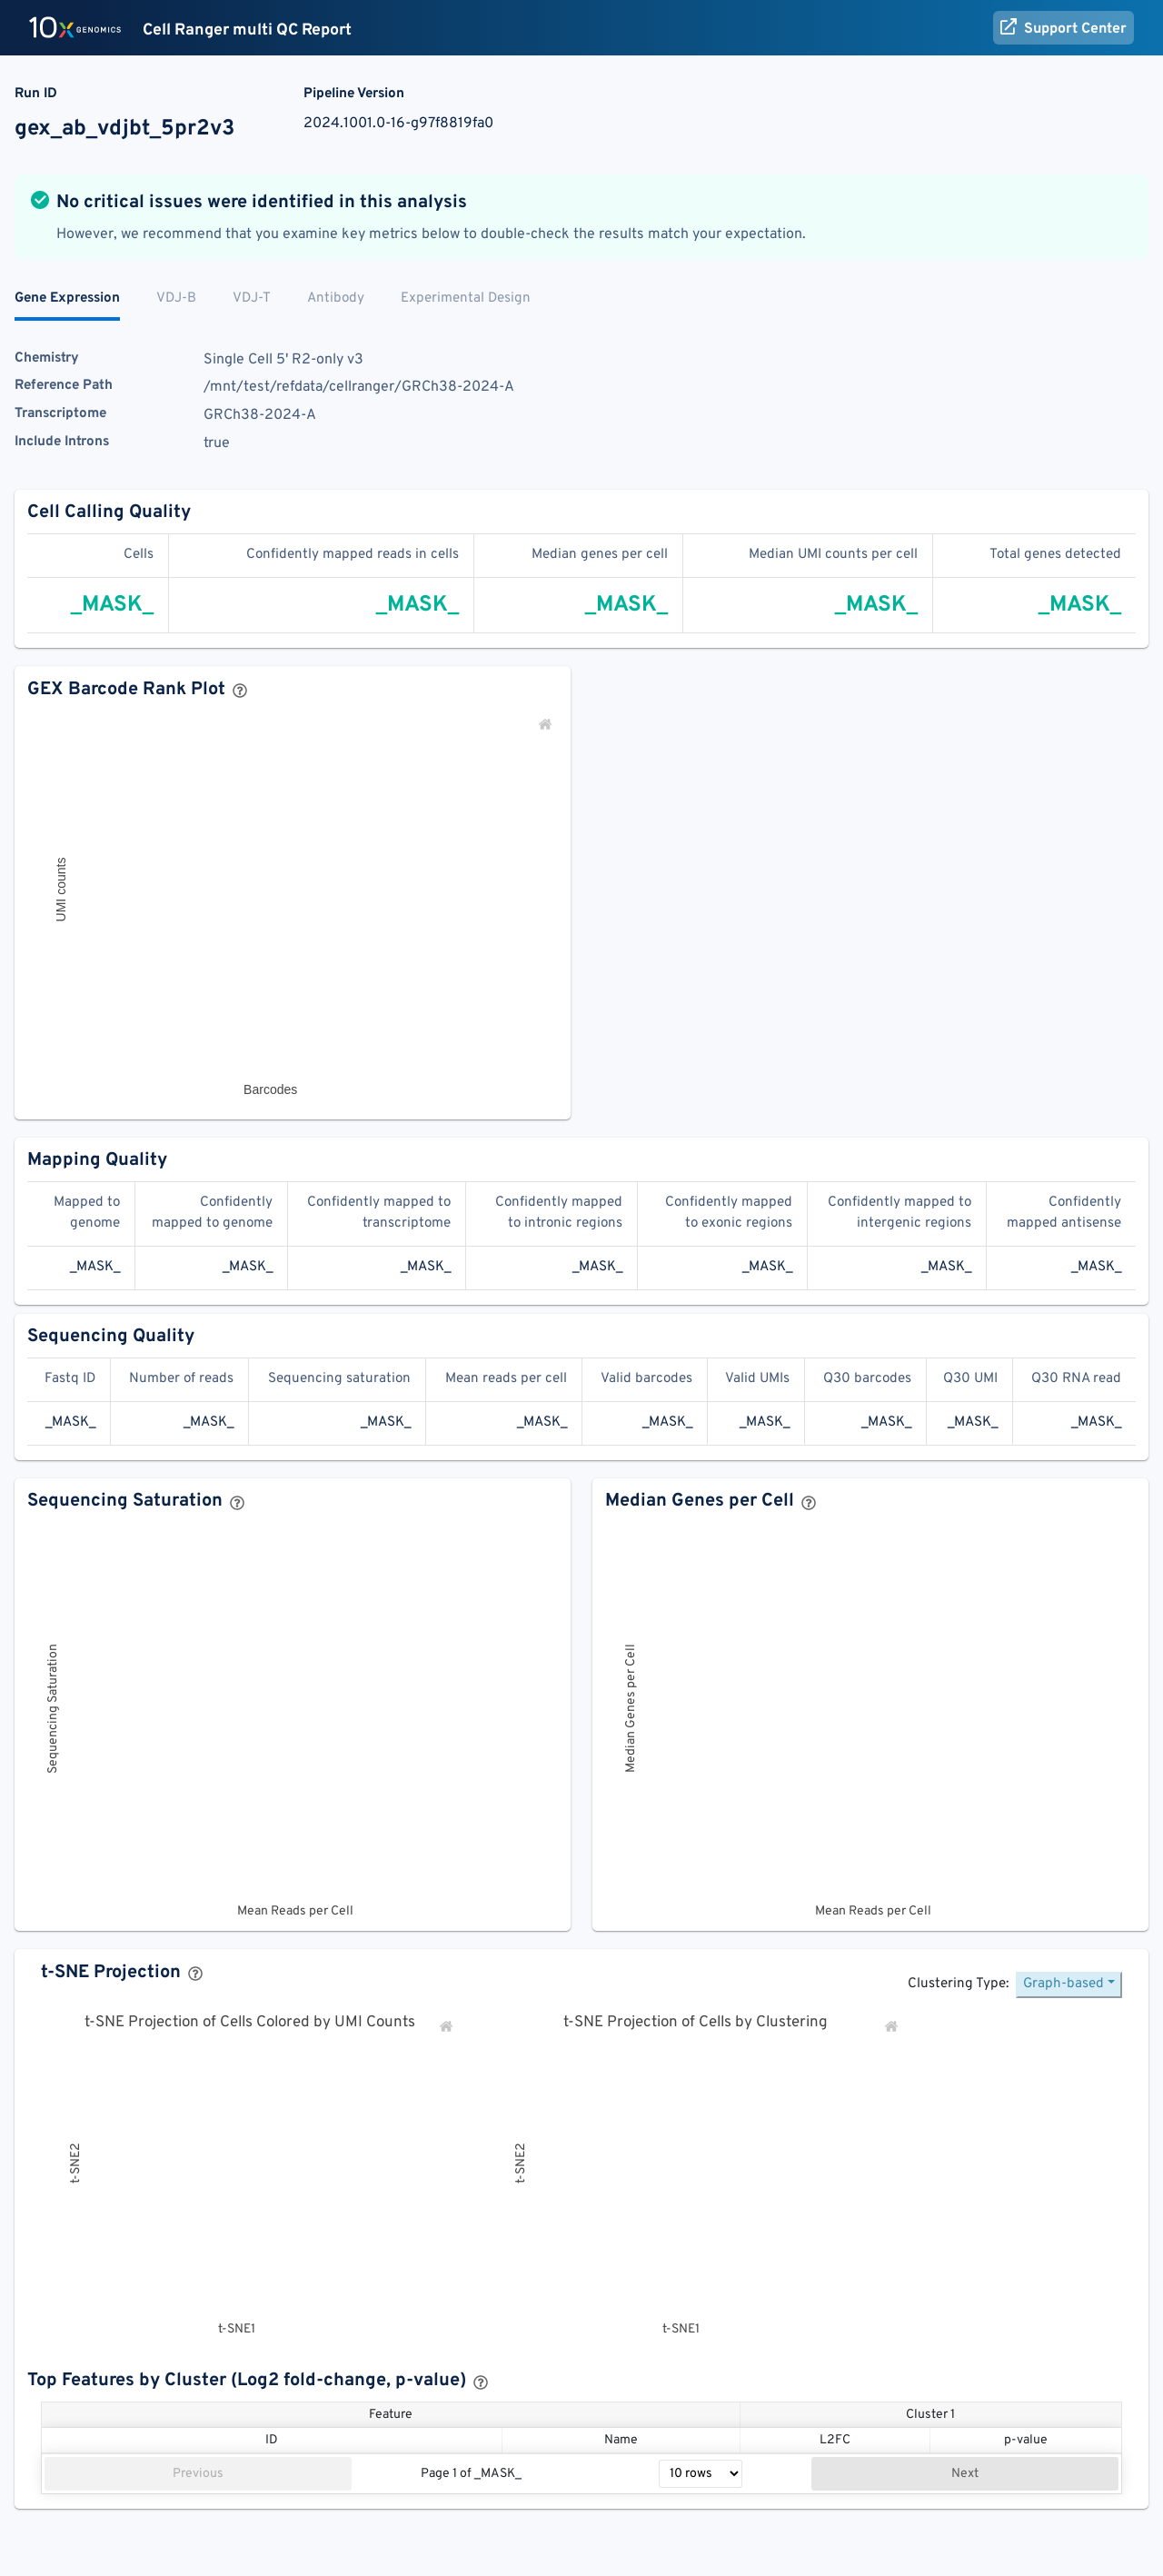 10x GENOMICS Cell Ranger multi QC Report Support Center
Run ID Pipeline Version
gex_ab_vdjbt_5pr2v3 2024.1001.0-16-g97f8819fa0
No critical issues were identified in this analysis
However, we recommend that you examine key metrics below to double-check the results match your expectation.
Gene Expression VDJ-B VDJ-T Antibody Experimental Design
Chemistry Single Cell 5' R2-only v3
Reference Path /mnt/test/refdata/cellranger/GRCh38-2024-A
Transcriptome GRCh38-2024-A
Include Introns true
Cell Calling Quality
Cells Confidently mapped reads in cells Median genes per cell Median UMI counts per cell Total genes detected
_MASK_ _MASK_ _MASK_ _MASK_ _MASK_
GEX Barcode Rank Plot
UMI counts
Barcodes
Mapping Quality
Mapped to Confidently Confidently mapped to Confidently mapped Confidently mapped Confidently mapped to Confidently
genome mapped to genome transcriptome to intronic regions to exonic regions intergenic regions mapped antisense
_MASK_ _MASK_ _MASK_ _MASK_ _MASK_ _MASK_ _MASK_
Sequencing Quality
Fastq ID Number of reads Sequencing saturation Mean reads per cell Valid barcodes Valid UMIs Q30 barcodes Q30 UMI Q30 RNA read
_MASK_ _MASK_ _MASK_ _MASK_ _MASK_ _MASK_ _MASK_ _MASK_ _MASK_
Sequencing Saturation
Sequencing Saturation
Mean Reads per Cell
Median Genes per Cell
Median Genes per Cell
Mean Reads per Cell
t-SNE Projection
Clustering Type: Graph-based
t-SNE Projection of Cells Colored by UMI Counts
t-SNE2
t-SNE1
t-SNE Projection of Cells by Clustering
t-SNE2
t-SNE1
Top Features by Cluster (Log2 fold-change, p-value)
Feature Cluster 1
ID Name L2FC p-value
Previous Page 1 of _MASK_ 10 rows Next